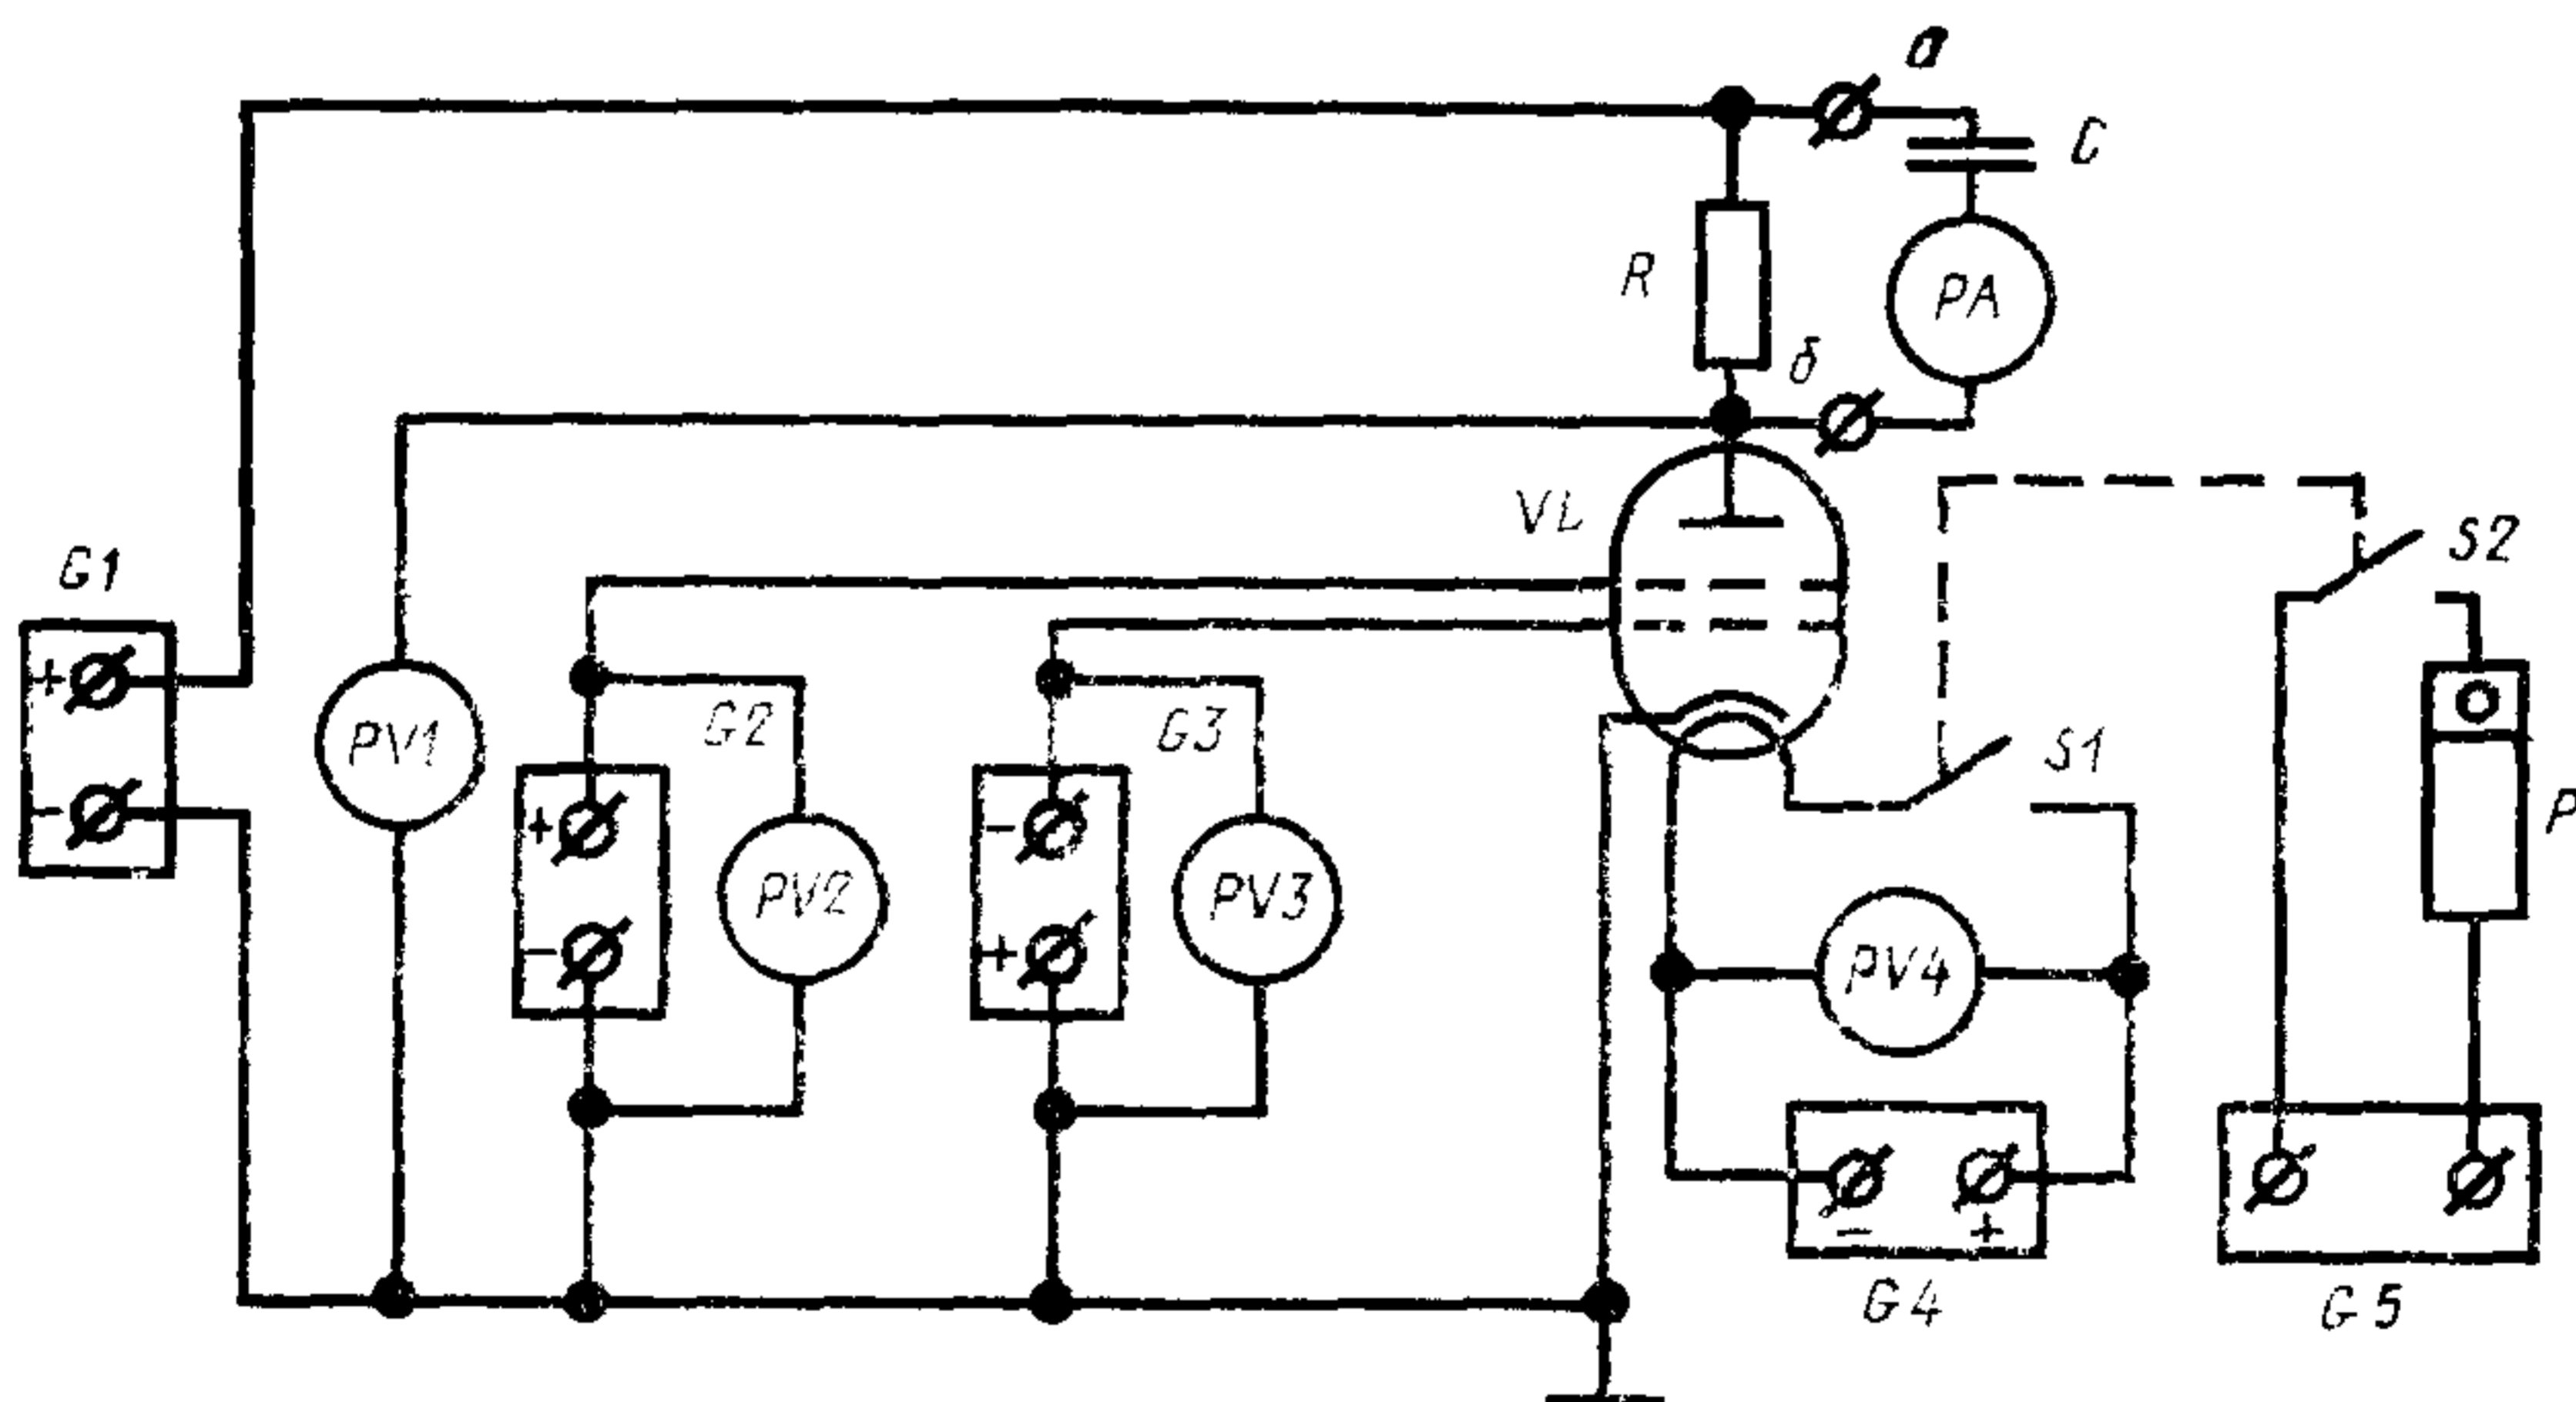 а
C
R
PA
б
VL
S2
G1
+
-
PV1
G2
G3
S1
P
+
-
PV2
-
+
PV3
PV4
-
+
G4
G5